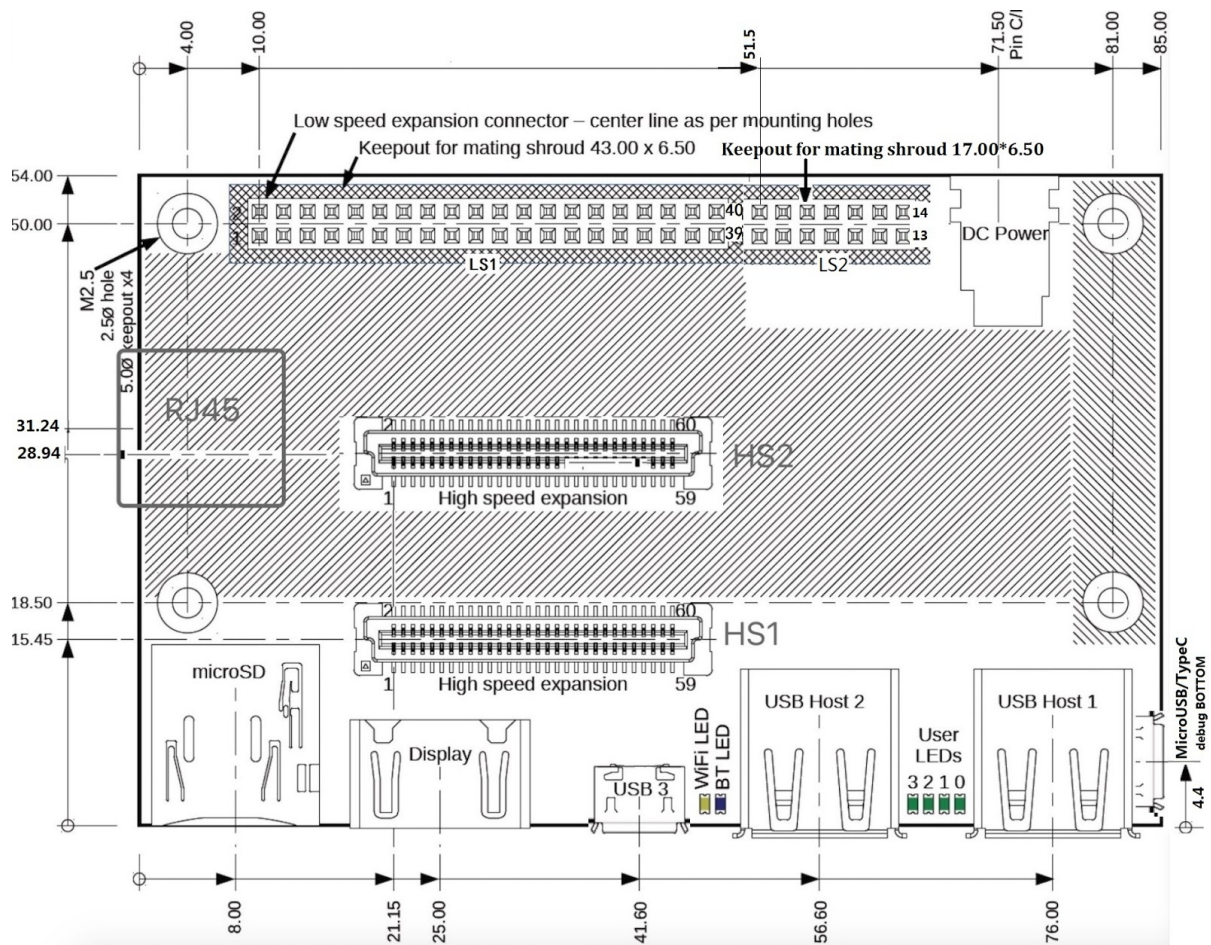 4.00
10.00
51.5
71.50
Pin C/l
81.00
85.00
Low speed expansion connector – center line as per mounting holes
Keepout for mating shroud 43.00 x 6.50
Keepout for mating shroud 17.00*6.50
54.00
50.00
2
40
14
1
39
13
DC Power
LS1
LS2
M2.5
2.5Ø hole
5.0Ø keepout x4
RJ45
31.24
28.94
2
60
HS2
1
High speed expansion
59
18.50
15.45
2
60
HS1
1
High speed expansion
59
microSD
Display
USB 3
WiFi LED
BT LED
USB Host 2
User
LEDs
3 2 1 0
USB Host 1
MicroUSB/TypeC
debug BOTTOM
4.4
8.00
21.15
25.00
41.60
56.60
76.00